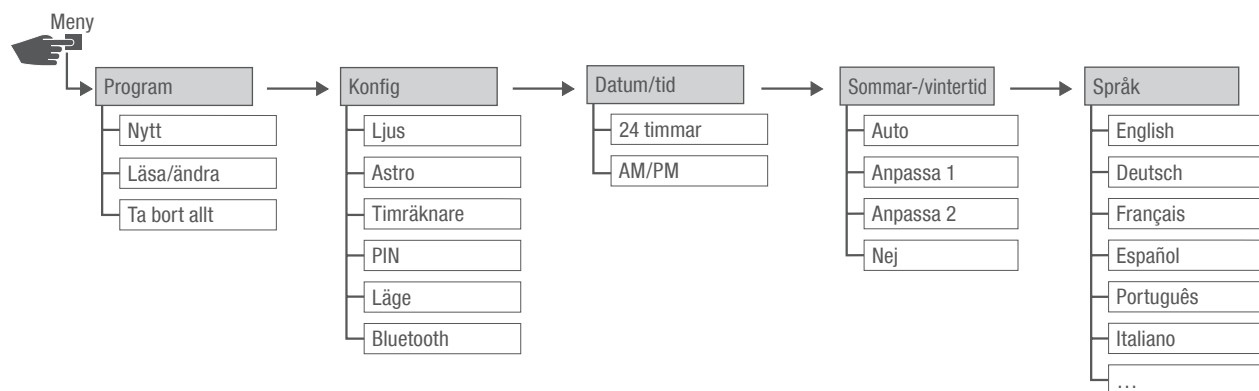 Meny
Program
Nytt
Läsa/ändra
Ta bort allt
Konfig
Ljus
Astro
Timräknare
PIN
Läge
Bluetooth
Datum/tid
24 timmar
AM/PM
Sommar-/vintertid
Auto
Anpassa 1
Anpassa 2
Nej
Språk
English
Deutsch
Français
Español
Português
Italiano
…